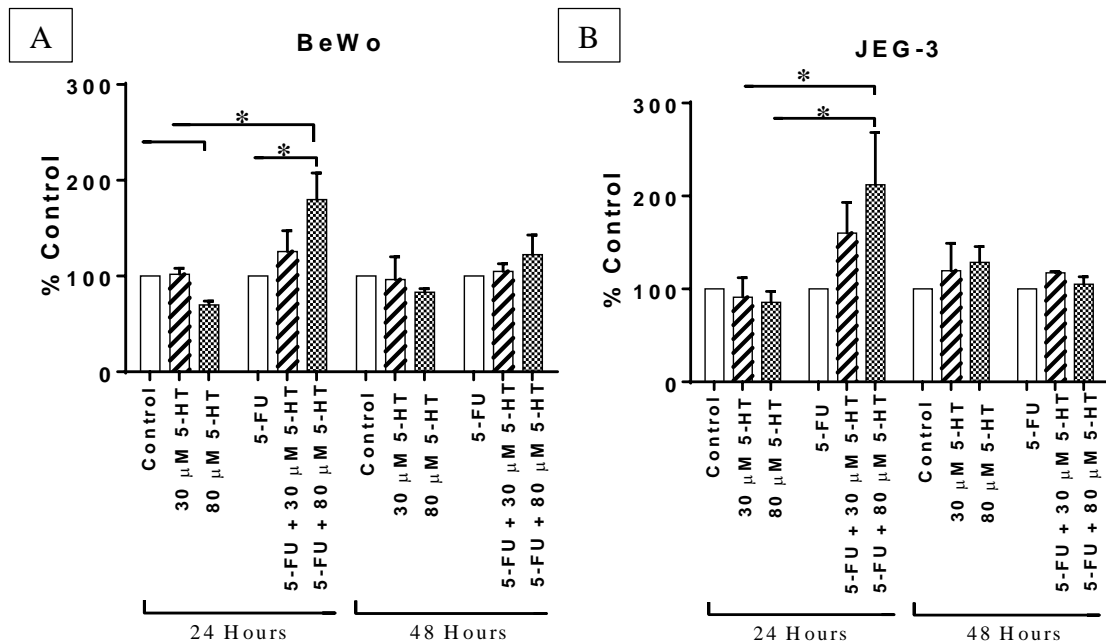 A
BeWo
% Control
300
200
100
0
*
*
Control
30 µM 5-HT
80 µM 5-HT
5-FU
5-FU + 30 µM 5-HT
5-FU + 80 µM 5-HT
Control
30 µM 5-HT
80 µM 5-HT
5-FU
5-FU + 30 µM 5-HT
5-FU + 80 µM 5-HT
24 Hours
48 Hours
B
JEG-3
% Control
300
200
100
0
*
*
Control
30 µM 5-HT
80 µM 5-HT
5-FU
5-FU + 30 µM 5-HT
5-FU + 80 µM 5-HT
Control
30 µM 5-HT
80 µM 5-HT
5-FU
5-FU + 30 µM 5-HT
5-FU + 80 µM 5-HT
24 Hours
48 Hours